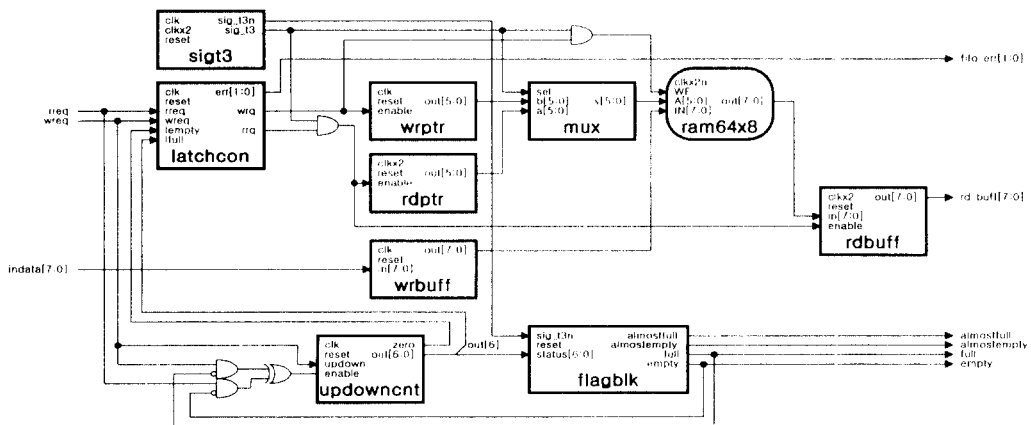 clk sig_t3n
clkx2 sig_t3
reset
sigt3
clk err[1:0]
reset
rreq wrq
wreq
lempty rrq
lfull
latchcon
rreq
wreq
clk
reset out[5:0]
enable
wrptr
clkx2
reset out[5:0]
enable
rdptr
sel
b[5:0] s[5:0]
a[5:0]
mux
clkx2n
A[5:0] out[7:0]
IN[7:0]
ram64x8
clkx2 out[7:0]
reset
in[7:0]
enable
rdbuff
rd_buff[7:0]
indata[7:0]
clk out[7:0]
reset
in[7:0]
wrbuff
clk zero
reset out[6:0]
updown
enable
updowncnt
out[6]
sig_t3n almostfull
reset almostempty
status[6:0] full
empty
flagblk
almostfull
almostempty
full
empty